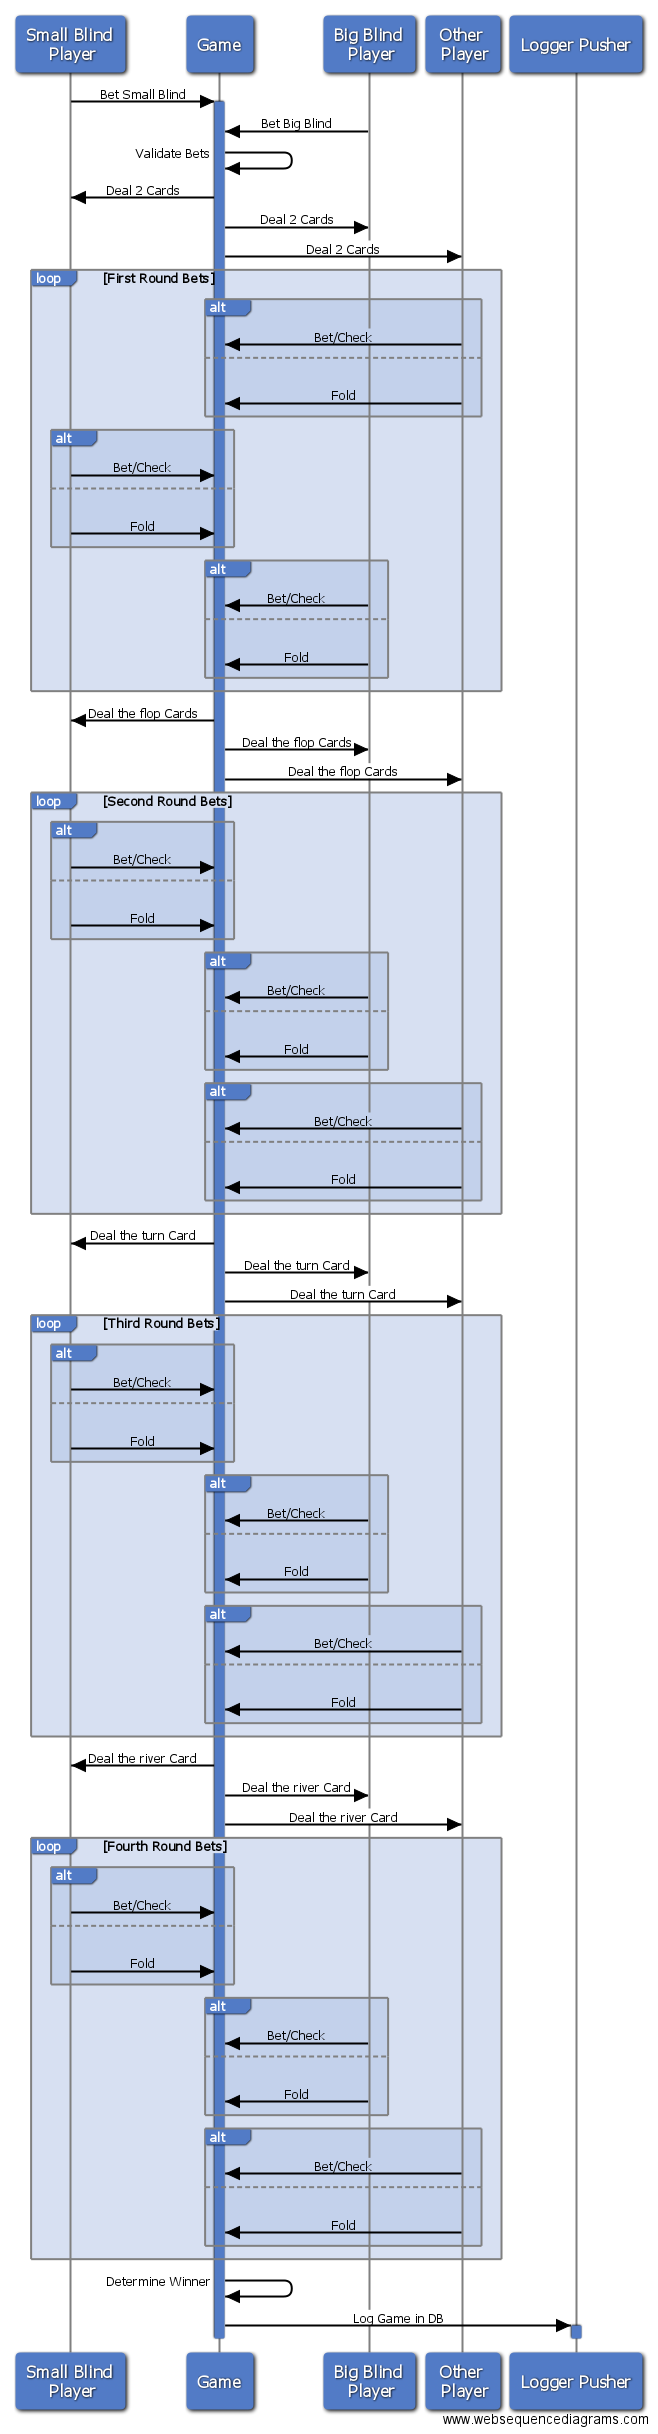 Small Blind
Player
Game
Big Blind
Player
Other
Player
Logger Pusher
Bet Small Blind
Bet Big Blind
Validate Bets
Deal 2 Cards
Deal 2 Cards
Deal 2 Cards
loop
[First Round Bets]
alt
Bet/Check
Fold
alt
Bet/Check
Fold
alt
Bet/Check
Fold
Deal the flop Cards
Deal the flop Cards
Deal the flop Cards
loop
[Second Round Bets]
alt
Bet/Check
Fold
alt
Bet/Check
Fold
alt
Bet/Check
Fold
Deal the turn Card
Deal the turn Card
Deal the turn Card
loop
[Third Round Bets]
alt
Bet/Check
Fold
alt
Bet/Check
Fold
alt
Bet/Check
Fold
Deal the river Card
Deal the river Card
Deal the river Card
loop
[Fourth Round Bets]
alt
Bet/Check
Fold
alt
Bet/Check
Fold
alt
Bet/Check
Fold
Determine Winner
Log Game in DB
Small Blind
Player
Game
Big Blind
Player
Other
Player
Logger Pusher
www.websequencediagrams.com